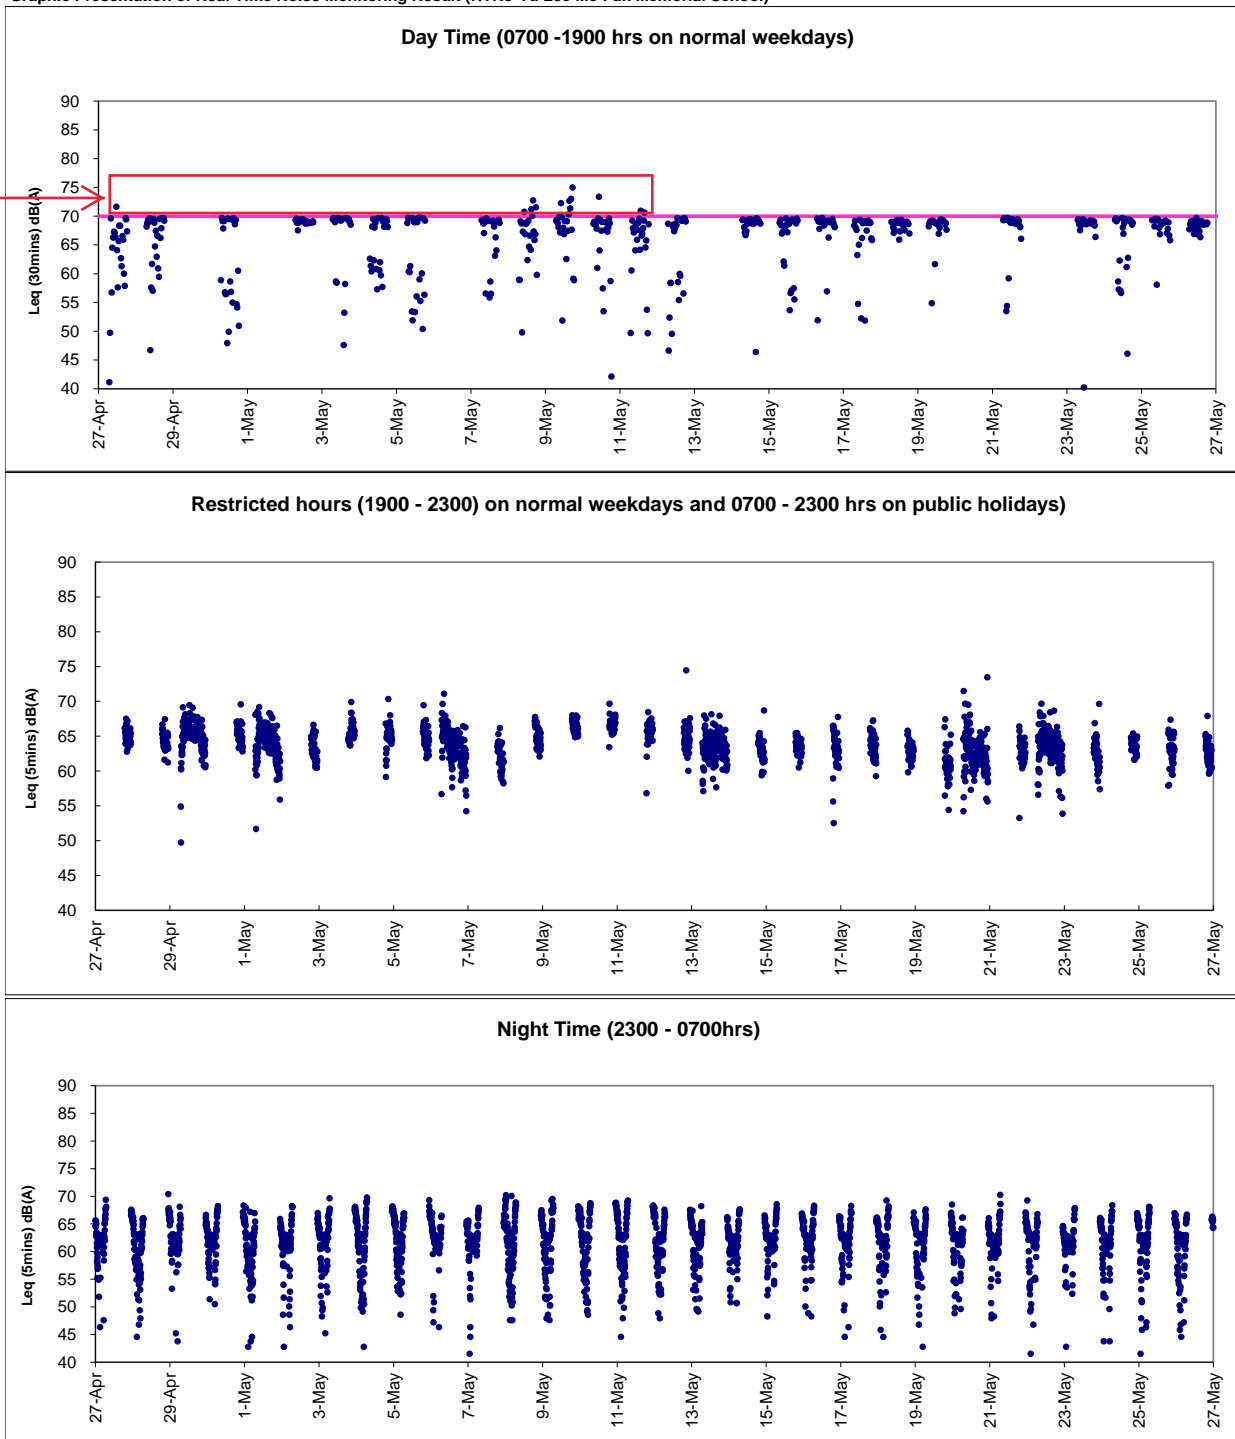 Day Time (0700 -1900 hrs on normal weekdays)
90
85
80
75
70
65
60
55
50
45
40
Leq (30mins) dB(A)
27-Apr
29-Apr
1-May
3-May
5-May
7-May
9-May
11-May
13-May
15-May
17-May
19-May
21-May
23-May
25-May
27-May
Restricted hours (1900 - 2300) on normal weekdays and 0700 - 2300 hrs on public holidays)
90
85
80
75
70
65
60
55
50
45
40
Leq (5mins) dB(A)
27-Apr
29-Apr
1-May
3-May
5-May
7-May
9-May
11-May
13-May
15-May
17-May
19-May
21-May
23-May
25-May
27-May
Night Time (2300 - 0700hrs)
90
85
80
75
70
65
60
55
50
45
40
Leq (5mins) dB(A)
27-Apr
29-Apr
1-May
3-May
5-May
7-May
9-May
11-May
13-May
15-May
17-May
19-May
21-May
23-May
25-May
27-May